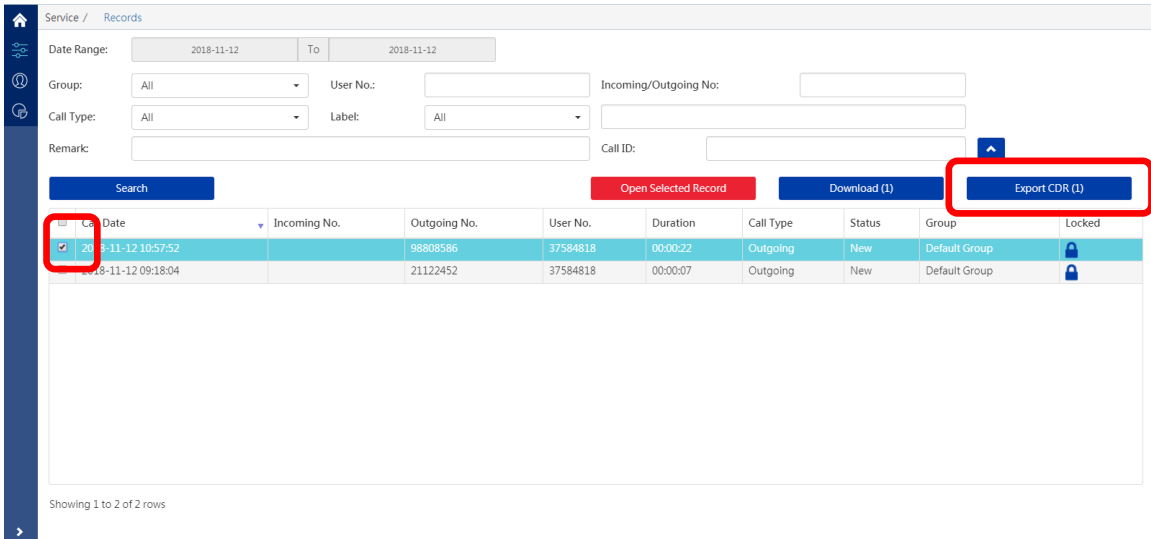 Service / Records
Date Range: 2018-11-12 To 2018-11-12
Group: All User No.: Incoming/Outgoing No:
Call Type: All Label: All
Remark: Call ID:
Search Open Selected Record Download (1) Export CDR (1)
Call Date Incoming No. Outgoing No. User No. Duration Call Type Status Group Locked
2018-11-12 10:57:52 98808586 37584818 00:00:22 Outgoing New Default Group
2018-11-12 09:18:04 21122452 37584818 00:00:07 Outgoing New Default Group
Showing 1 to 2 of 2 rows